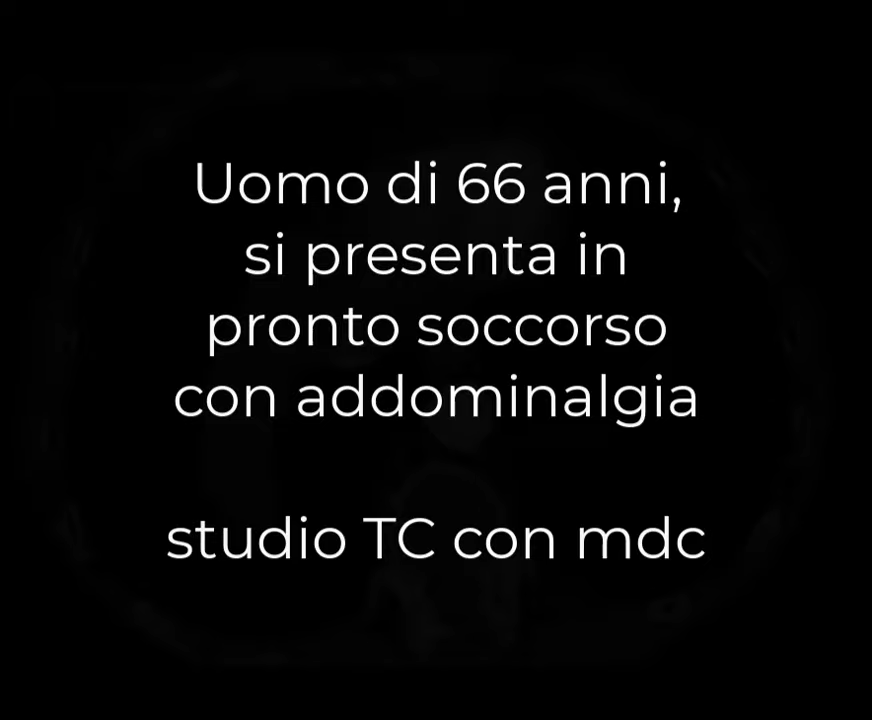 Uomo di 66 anni,
si presenta in
pronto soccorso
con addominalgia
studio TC con mdc